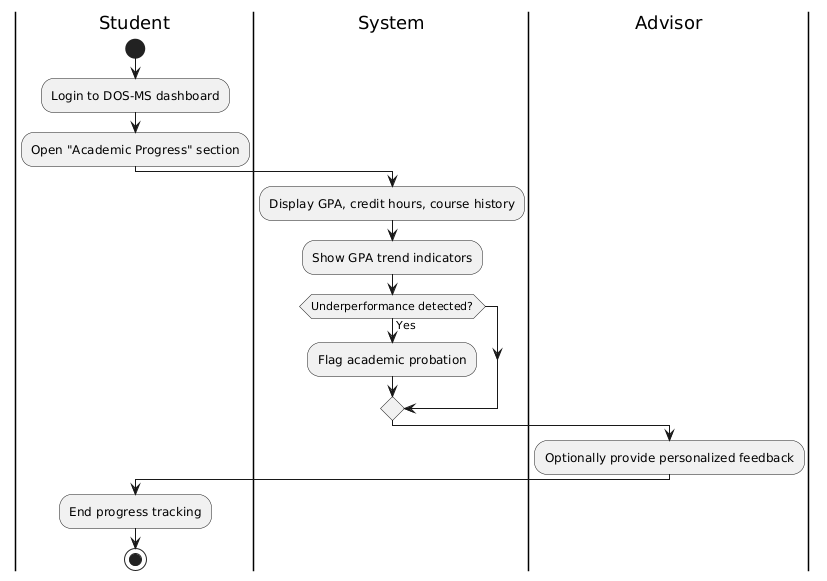 Student
System
Advisor
Login to DOS-MS dashboard
Open "Academic Progress" section
Display GPA, credit hours, course history
Show GPA trend indicators
Underperformance detected?
Yes
Flag academic probation
Optionally provide personalized feedback
End progress tracking